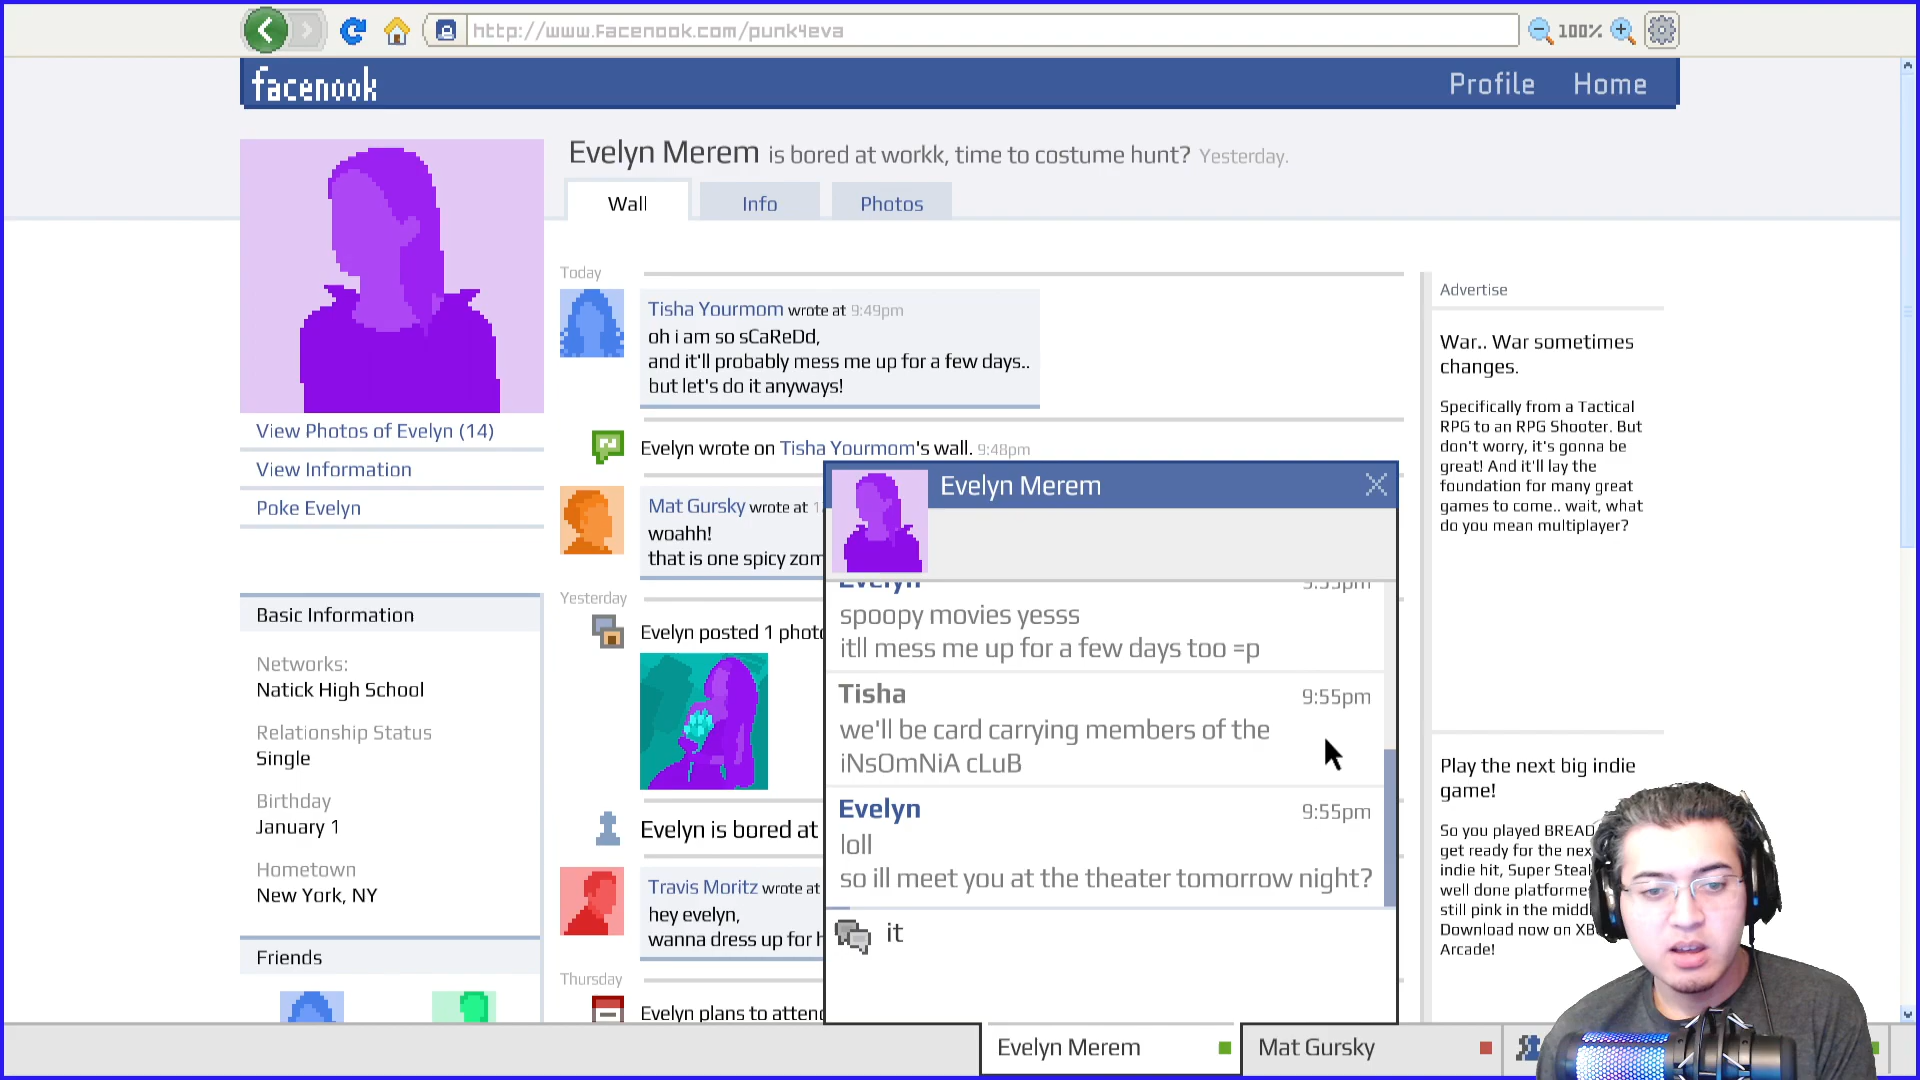 http://www.facenook.com/punk4eva
100%
facenook
Profile
Home
Evelyn Merem is bored at workk, time to costume hunt? Yesterday.
Wall
Info
Photos
View Photos of Evelyn (14)
View Information
Poke Evelyn
Basic Information
Networks:
Natick High School
Relationship Status
Single
Birthday
January 1
Hometown
New York, NY
Friends
Today
Tisha Yourmom wrote at 9:49pm
oh i am so sCaReDd,
and it'll probably mess me up for a few days..
but let's do it anyways!
Evelyn wrote on Tisha Yourmom's wall. 9:48pm
Mat Gursky wrote at
woahh!
that is one spicy
Yesterday
Evelyn posted 1
Evelyn is bored at
Travis Moritz wrote at
hey evelyn,
wanna dress up for
Thursday
Evelyn plans to
Evelyn Merem
Evelyn
spoopy movies yesss
itll mess me up for a few days too =p
Tisha 9:55pm
we'll be card carrying members of the
iNsOmNiA cLuB
Evelyn 9:55pm
loll
so ill meet you at the theater tomorrow night?
it
Evelyn Merem
Mat Gursky
Advertise
War.. War sometimes
changes.
Specifically from a Tactical
RPG to an RPG Shooter. But
don't worry, it's gonna be
great! And it'll lay the
foundation for many great
games to come.. wait, what
do you mean multiplayer?
Play the next big indie
game!
So you played BREAD
get ready for the
indie hit, Super
well done
still pink in the
Download now on
Arcade!